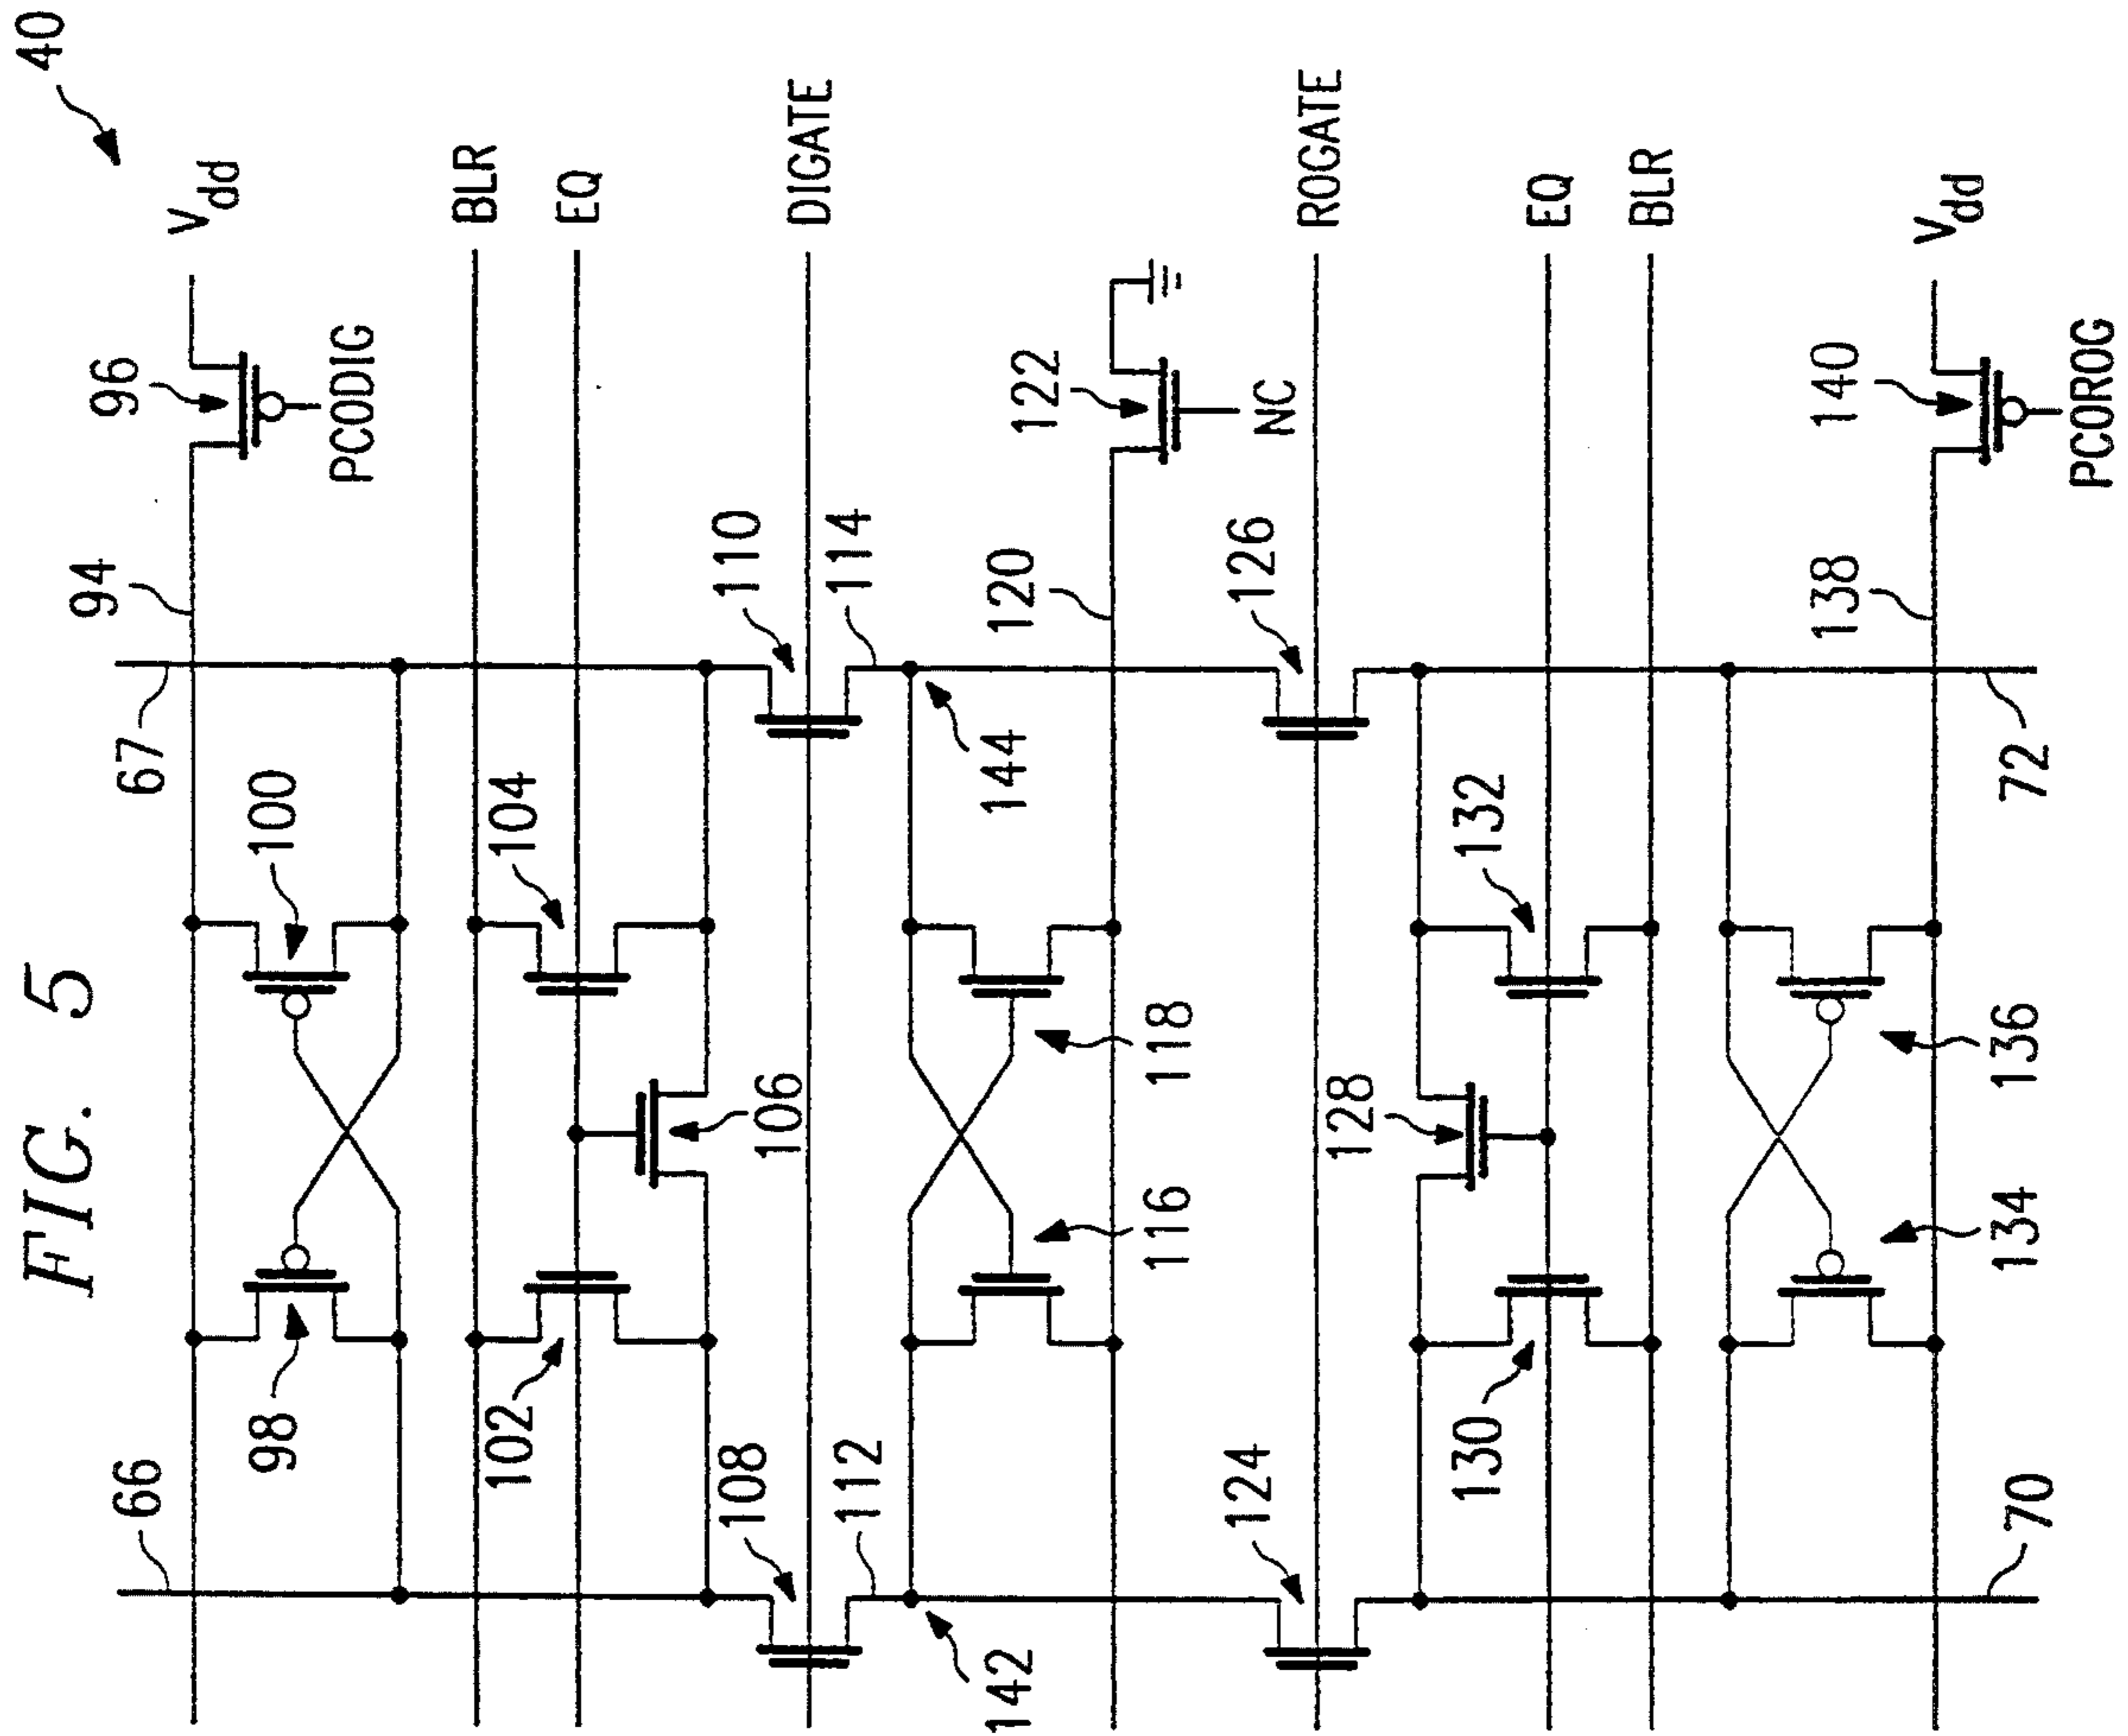 FIG. 5
40
66
67
94
96
Vdd
98
100
PCODIG
BLR
102
104
EQ
108
106
110
DIGATE
112
114
142
144
120
122
116
118
NC
124
126
ROGATE
128
130
132
EQ
BLR
134
136
138
140
Vdd
70
72
PCOROG